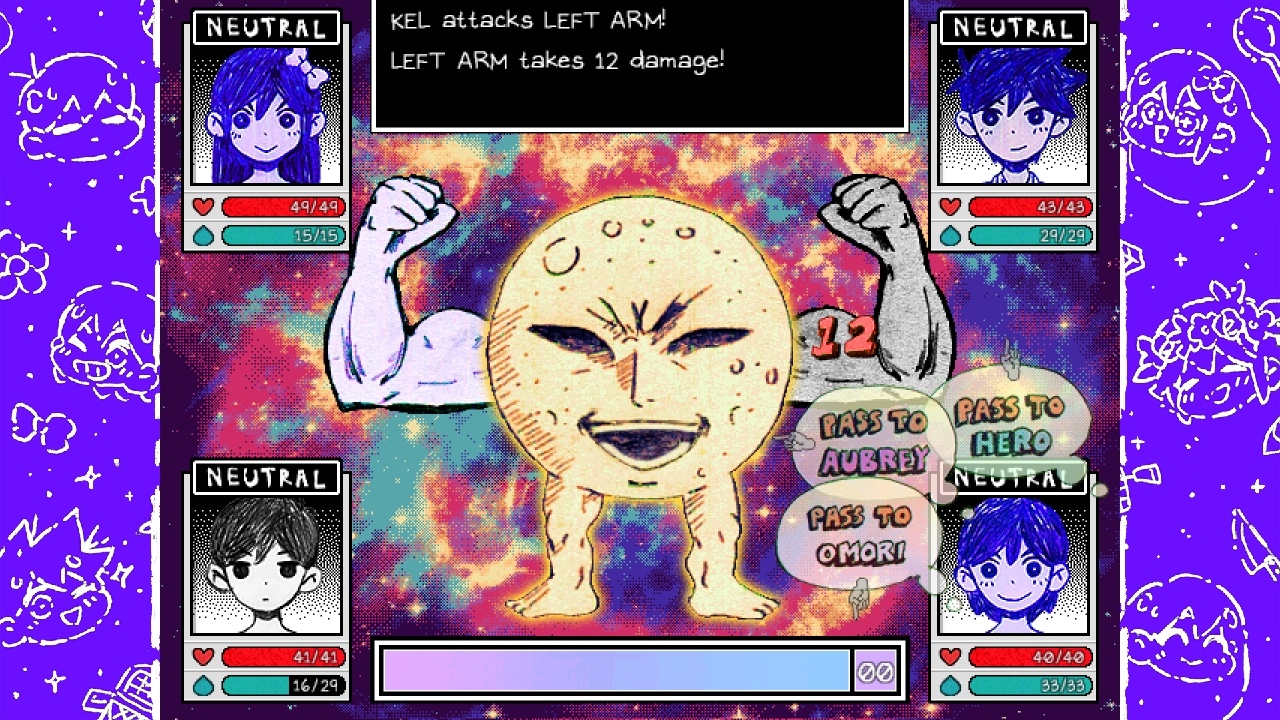 NEUTRAL
KEL attacks LEFT ARM!
LEFT ARM takes 12 damage!
NEUTRAL
49/49
15/15
43/43
29/29
12
PASS TO
AUBREY
PASS TO
HERO
PASS TO
OMORI
NEUTRAL
NEUTRAL
L
41/41
16/29
00
40/40
33/33